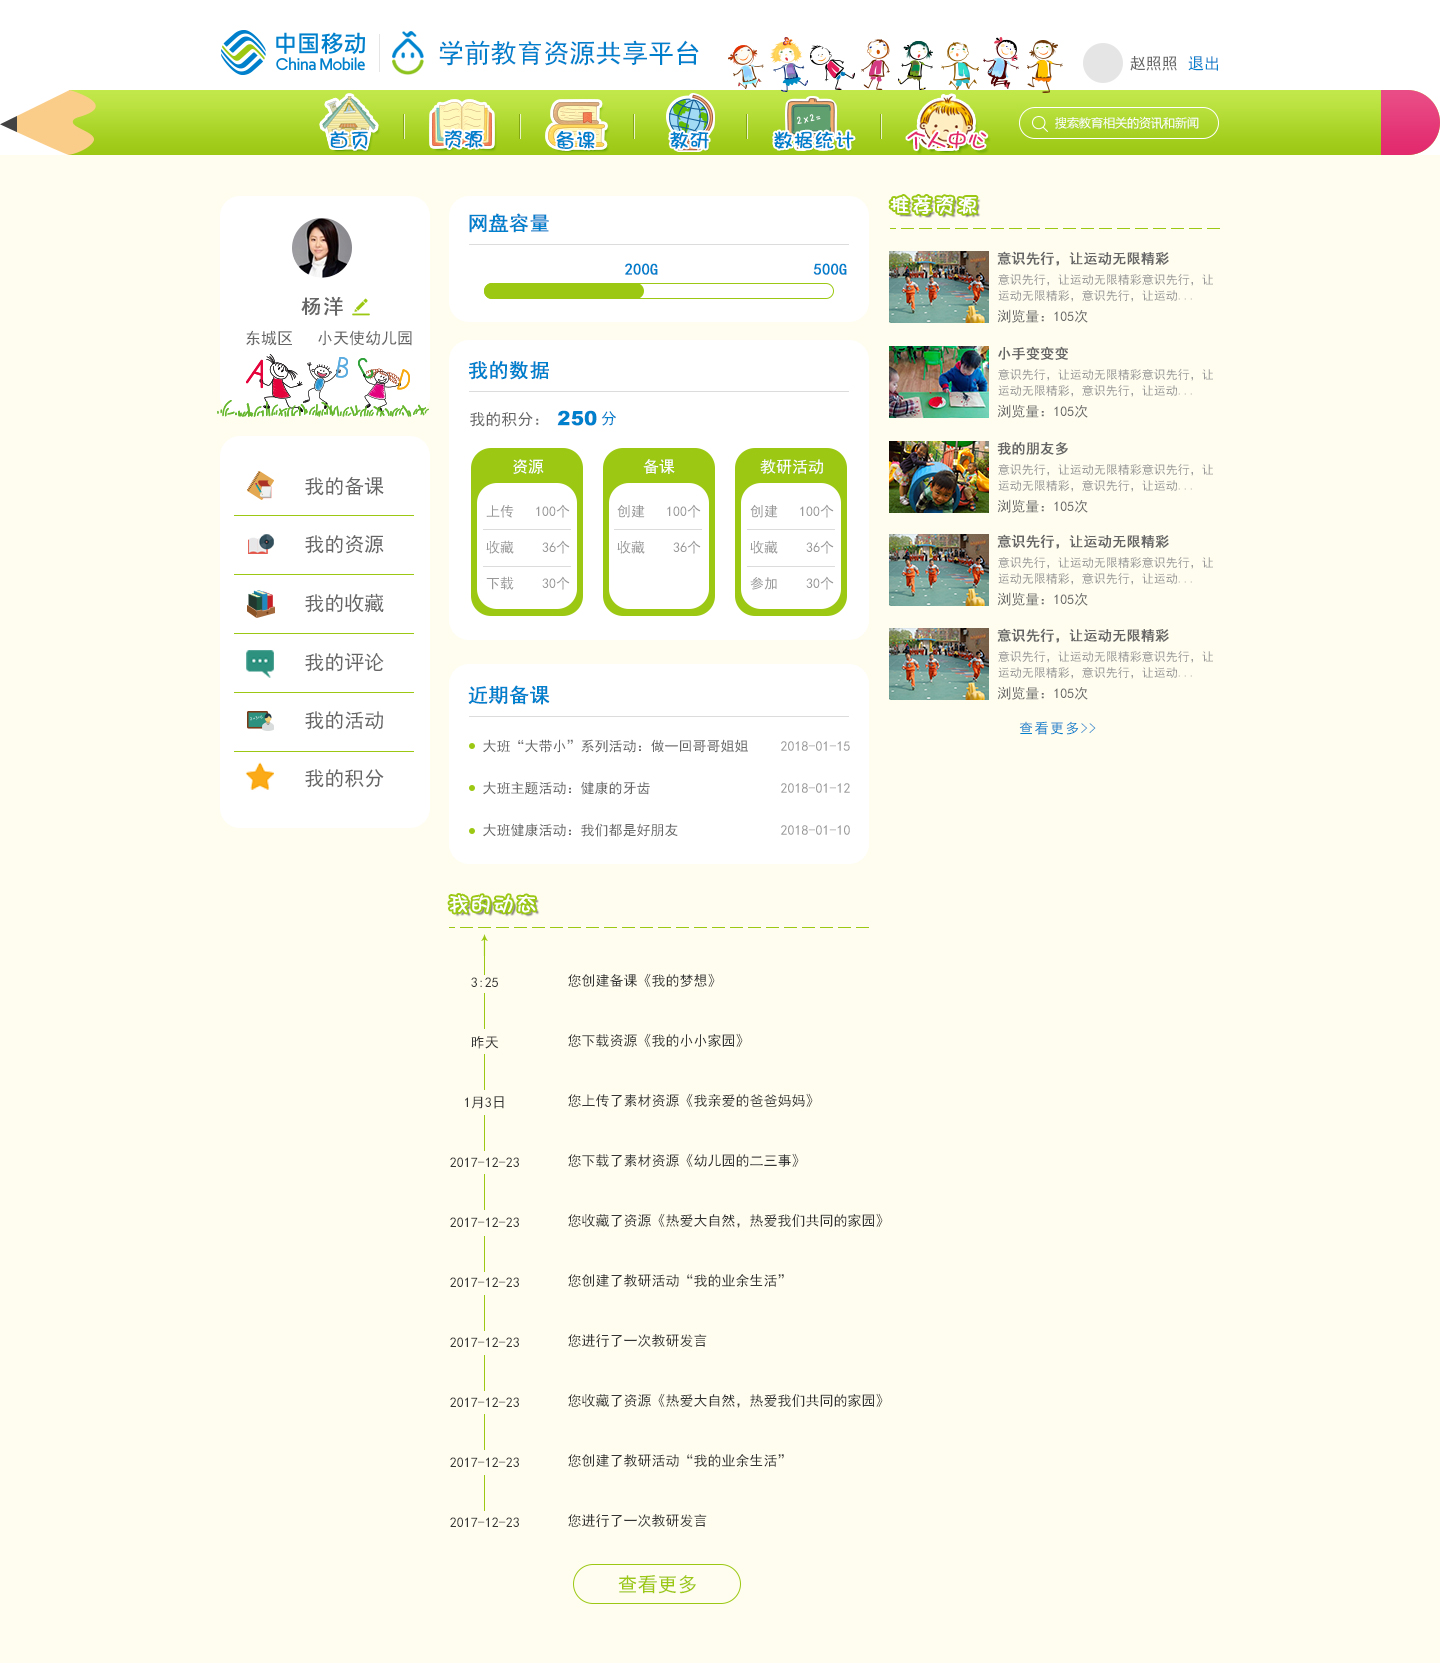 中国移动
China Mobile
学前教育资源共享平台
赵照照 退出
首页
资源
备课
2x2=
教研
数据统计
个人中心
搜索教育相关的资讯和新闻
杨洋
东城区 小天使幼儿园
A B C D
我的备课
我的资源
我的收藏
我的评论
我的活动
我的积分
网盘容量
200G 500G
我的数据
我的积分： 250 分
资源
上传 100个
收藏 36个
下载 30个
备课
创建 100个
收藏 36个
教研活动
创建 100个
收藏 36个
参加 30个
近期备课
大班“大带小”系列活动：做一回哥哥姐姐 2018-01-15
大班主题活动：健康的牙齿 2018-01-12
大班健康活动：我们都是好朋友 2018-01-10
我的动态
3:25 您创建备课《我的梦想》
昨天 您下载资源《我的小小家园》
1月3日 您上传了素材资源《我亲爱的爸爸妈妈》
2017-12-23 您下载了素材资源《幼儿园的二三事》
2017-12-23 您收藏了资源《热爱大自然，热爱我们共同的家园》
2017-12-23 您创建了教研活动“我的业余生活”
2017-12-23 您进行了一次教研发言
2017-12-23 您收藏了资源《热爱大自然，热爱我们共同的家园》
2017-12-23 您创建了教研活动“我的业余生活”
2017-12-23 您进行了一次教研发言
查看更多
推荐资源
意识先行，让运动无限精彩
意识先行，让运动无限精彩意识先行，让
运动无限精彩，意识先行，让运动...
浏览量：105次
小手变变变
意识先行，让运动无限精彩意识先行，让
运动无限精彩，意识先行，让运动...
浏览量：105次
我的朋友多
意识先行，让运动无限精彩意识先行，让
运动无限精彩，意识先行，让运动...
浏览量：105次
意识先行，让运动无限精彩
意识先行，让运动无限精彩意识先行，让
运动无限精彩，意识先行，让运动...
浏览量：105次
意识先行，让运动无限精彩
意识先行，让运动无限精彩意识先行，让
运动无限精彩，意识先行，让运动...
浏览量：105次
查看更多>>